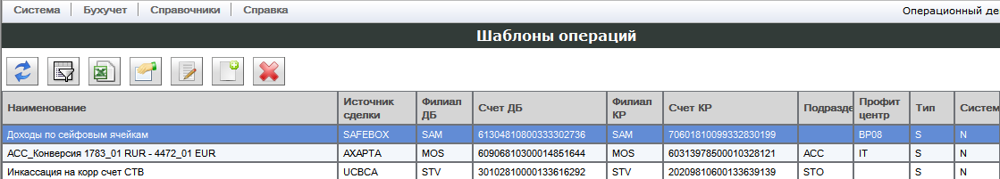 Система Бухучет Справочники Справка Операционный де
Шаблоны операций
Наименование Источник сделки Филиал ДБ Счет ДБ Филиал КР Счет КР Подразде Профит центр Тип Систем
Доходы по сейфовым ячейкам SAFEBOX SAM 61304810800333302736 SAM 70601810099332830199 BP08 S N
АСС_Конверсия 1783_01 RUR - 4472_01 EUR AXAPTA MOS 60906810300014851644 MOS 60313978500010328121 ACC IT S N
Инкассация на корр счет СТВ UCBCA STV 30102810000133616292 STV 20209810600133639139 STO S N